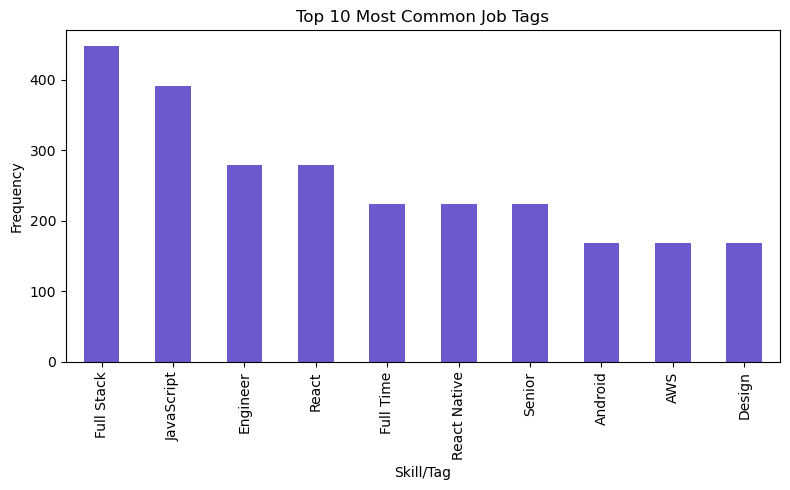 Top 10 Most Common Job Tags
Frequency
400
300
200
100
0
Full Stack
JavaScript
Engineer
React
Full Time
React Native
Senior
Android
AWS
Design
Skill/Tag